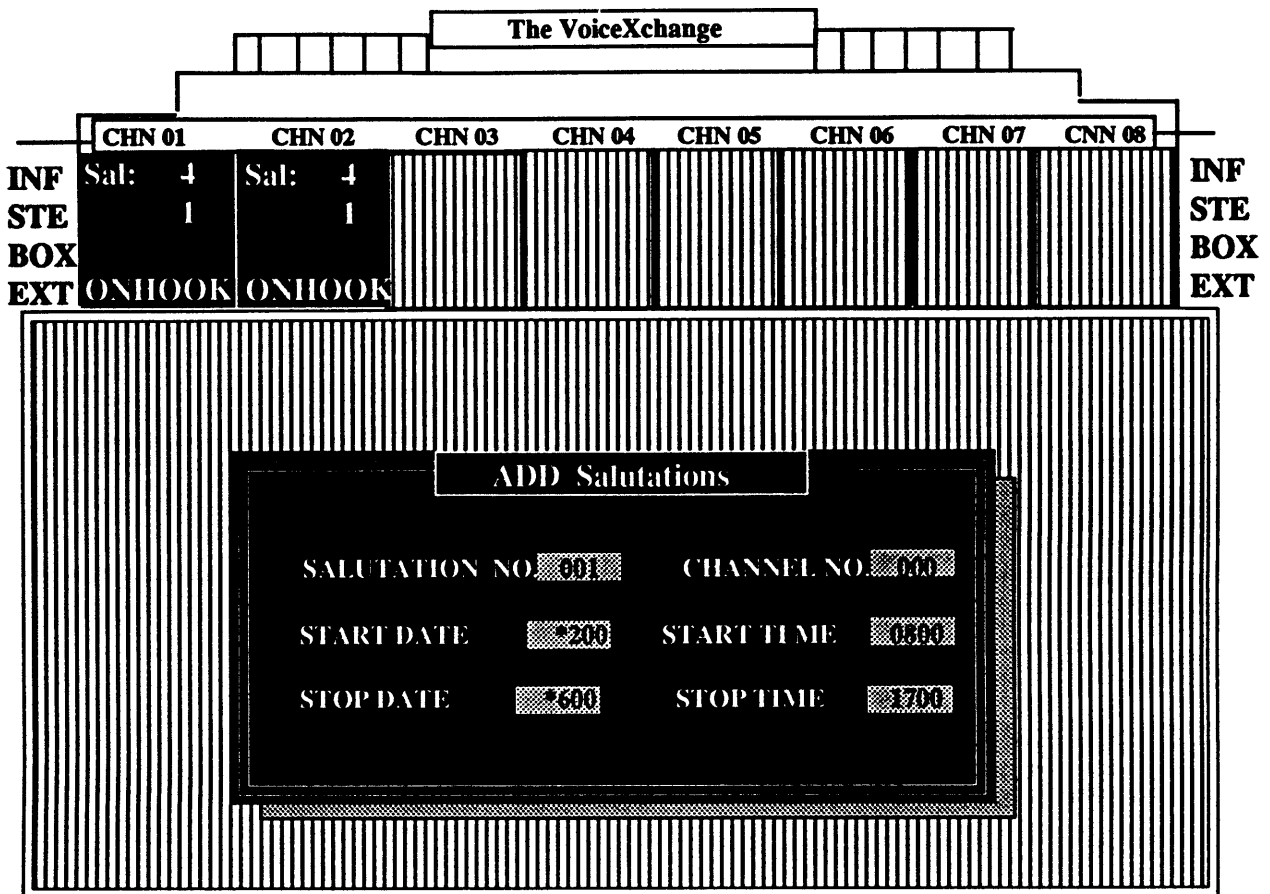 The VoiceXchange
CHN 01 CHN 02 CHN 03 CHN 04 CHN 05 CHN 06 CHN 07 CNN 08
INF Sal: 4 Sal: 4 INF
STE 1 1 STE
BOX BOX
EXT ONHOOK ONHOOK EXT
ADD Salutations
SALUTATION NO. 001 CHANNEL NO. 000
START DATE *200 START TIME 0800
STOP DATE *600 STOP TIME 1700